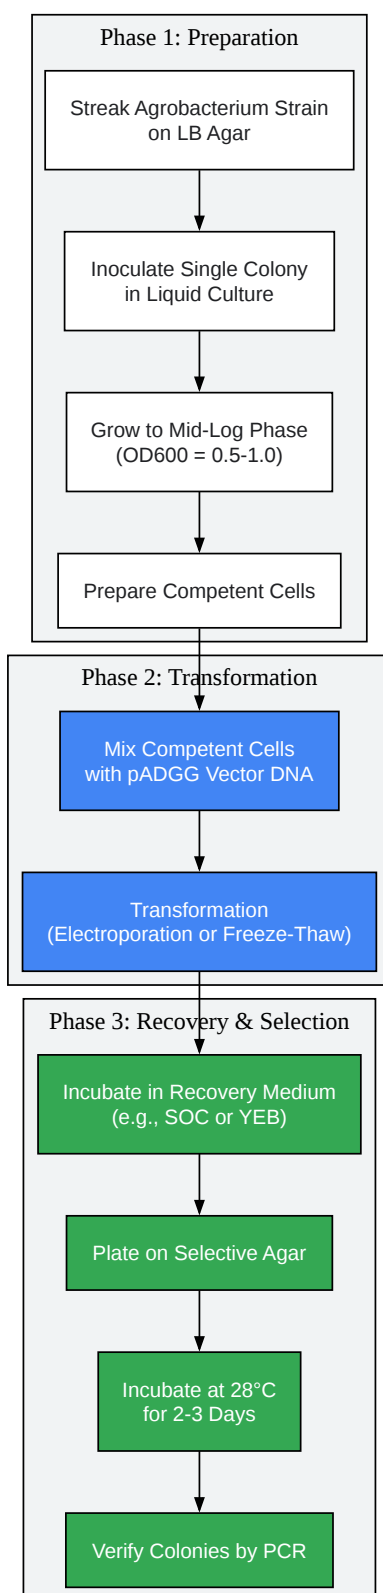 Phase 1: Preparation
Streak Agrobacterium Strain
on LB Agar
Inoculate Single Colony
in Liquid Culture
Grow to Mid-Log Phase
(OD600 = 0.5-1.0)
Prepare Competent Cells
Phase 2: Transformation
Mix Competent Cells
with pADGG Vector DNA
Transformation
(Electroporation or Freeze-Thaw)
Phase 3: Recovery & Selection
Incubate in Recovery Medium
(e.g., SOC or YEB)
Plate on Selective Agar
Incubate at 28°C
for 2-3 Days
Verify Colonies by PCR